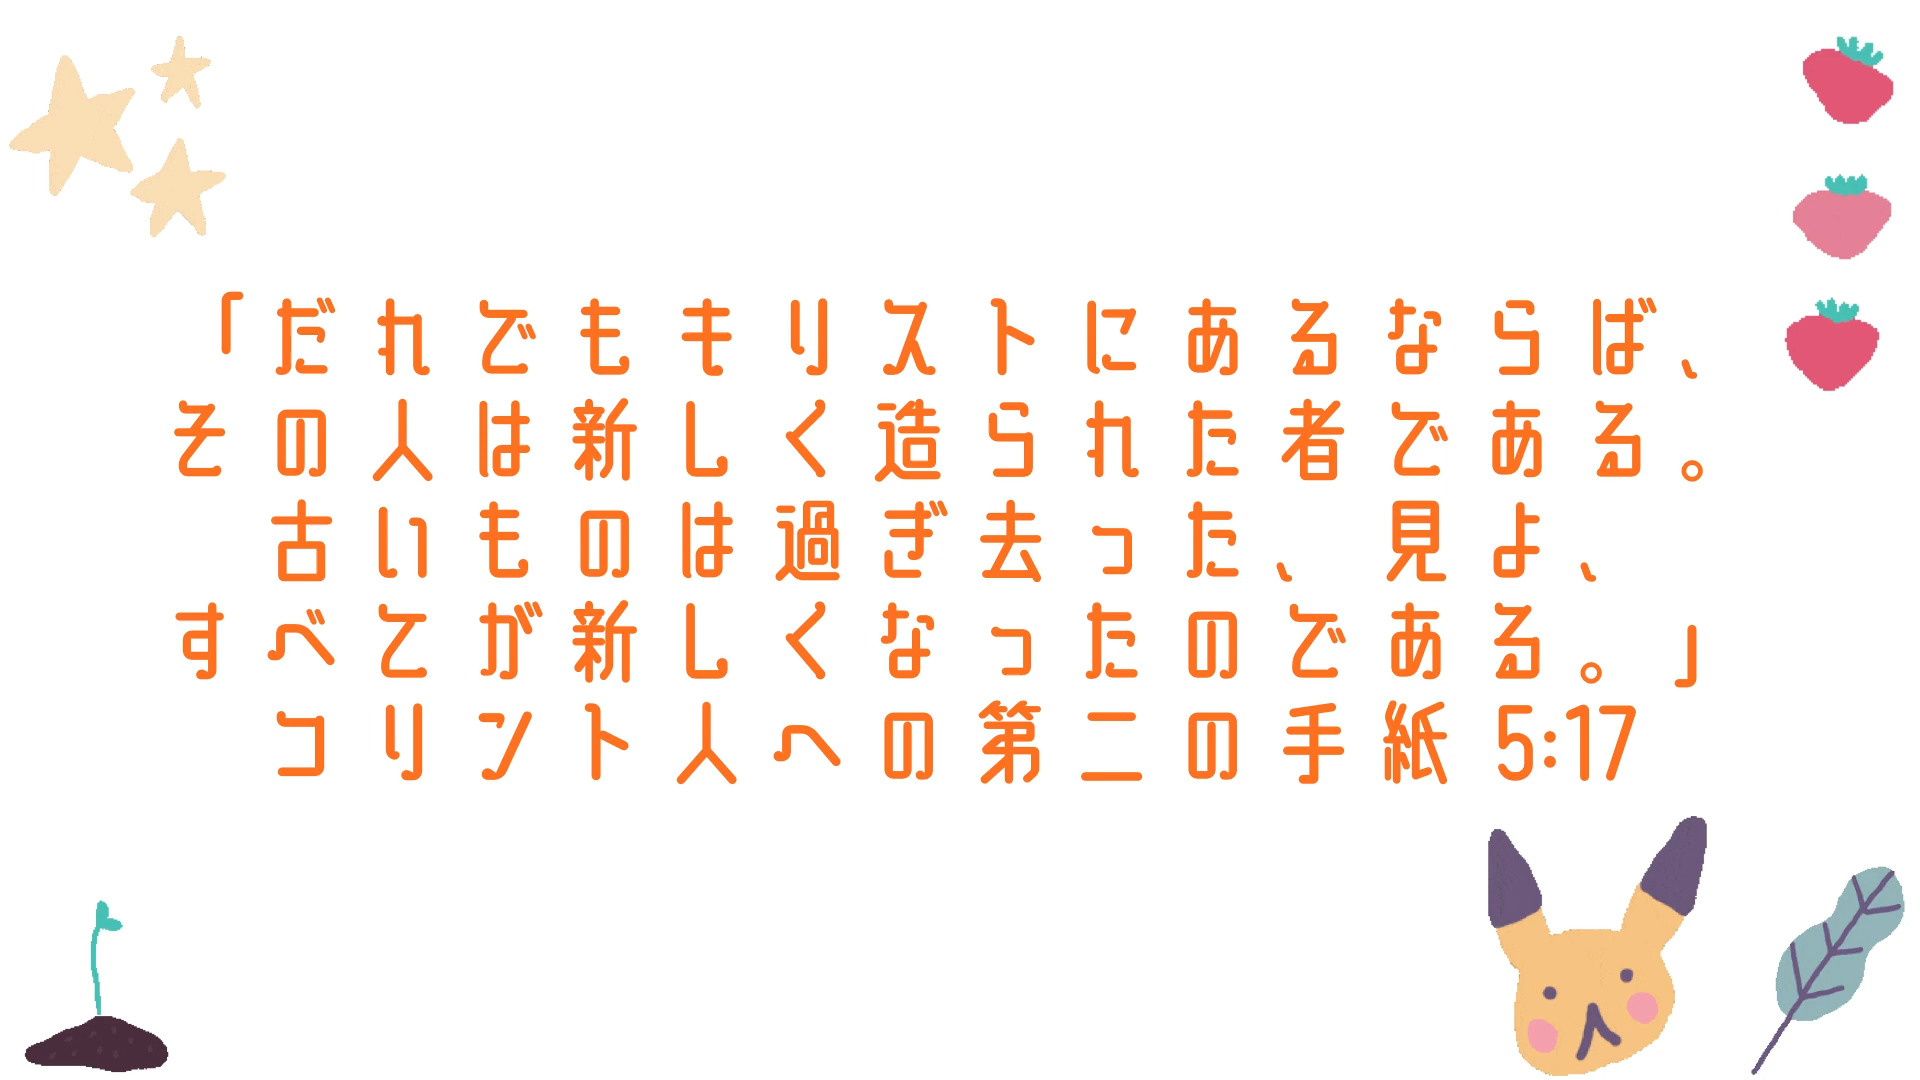 「だれでもキリストにあるならば、
その人は新しく造られた者である。
古いものは過ぎ去った、見よ、
すべてが新しくなったのである。」
コリント人への第二の手紙 5:17